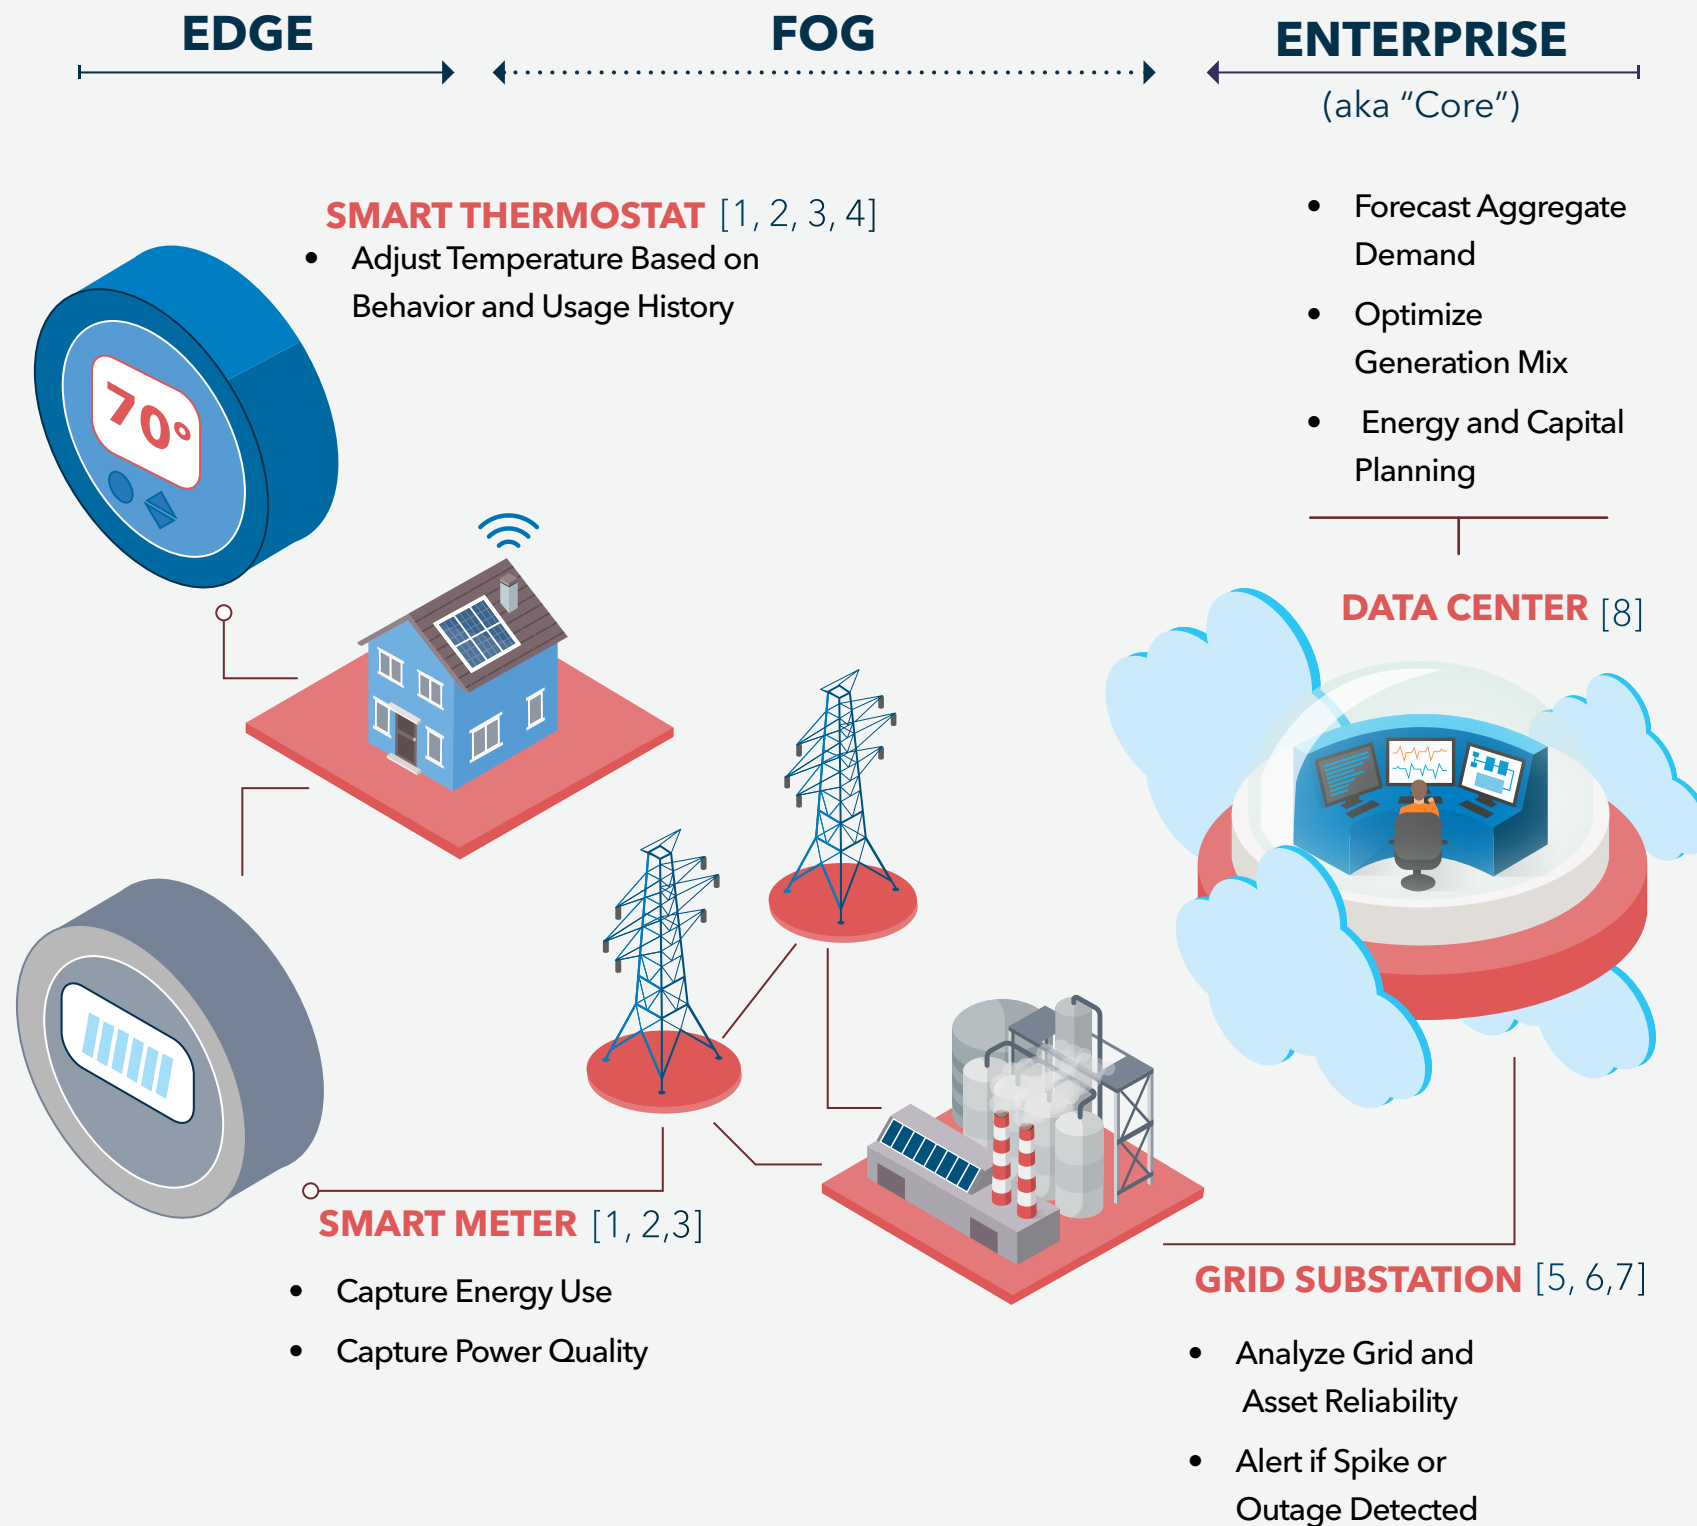 EDGE
FOG
ENTERPRISE
(aka “Core”)
SMART THERMOSTAT [1, 2, 3, 4]
• Adjust Temperature Based on
Behavior and Usage History
70°
• Forecast Aggregate
Demand
• Optimize
Generation Mix
• Energy and Capital
Planning
DATA CENTER [8]
SMART METER [1, 2,3]
• Capture Energy Use
• Capture Power Quality
GRID SUBSTATION [5, 6,7]
• Analyze Grid and
Asset Reliability
• Alert if Spike or
Outage Detected